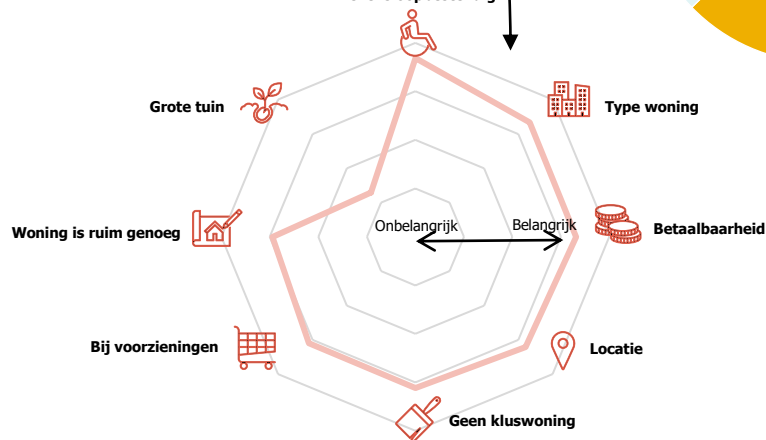 Grote tuin
Type woning
Woning is ruim genoeg
Onbelangrijk
Belangrijk
Betaalbaarheid
Bij voorzieningen
Locatie
Geen kluswoning